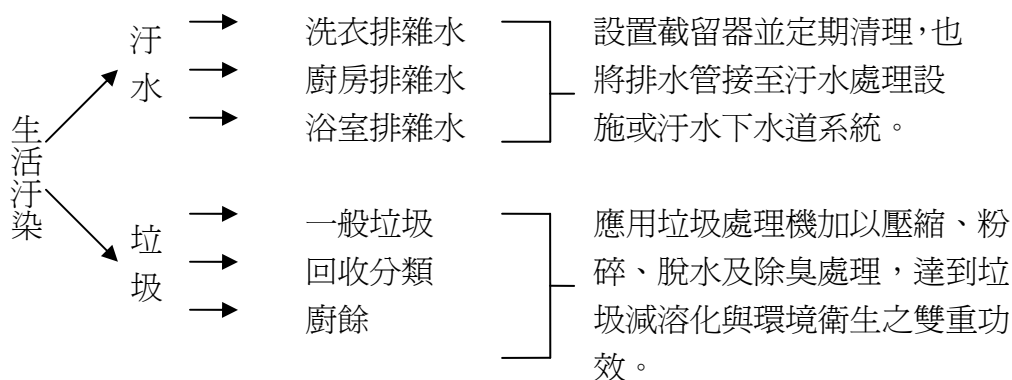 生活汙染
汙水
洗衣排雜水
廚房排雜水
浴室排雜水
設置截留器並定期清理，也
將排水管接至汙水處理設
施或汙水下水道系統。
垃圾
一般垃圾
回收分類
廚餘
應用垃圾處理機加以壓縮、粉
碎、脫水及除臭處理，達到垃
圾減溶化與環境衛生之雙重功
效。